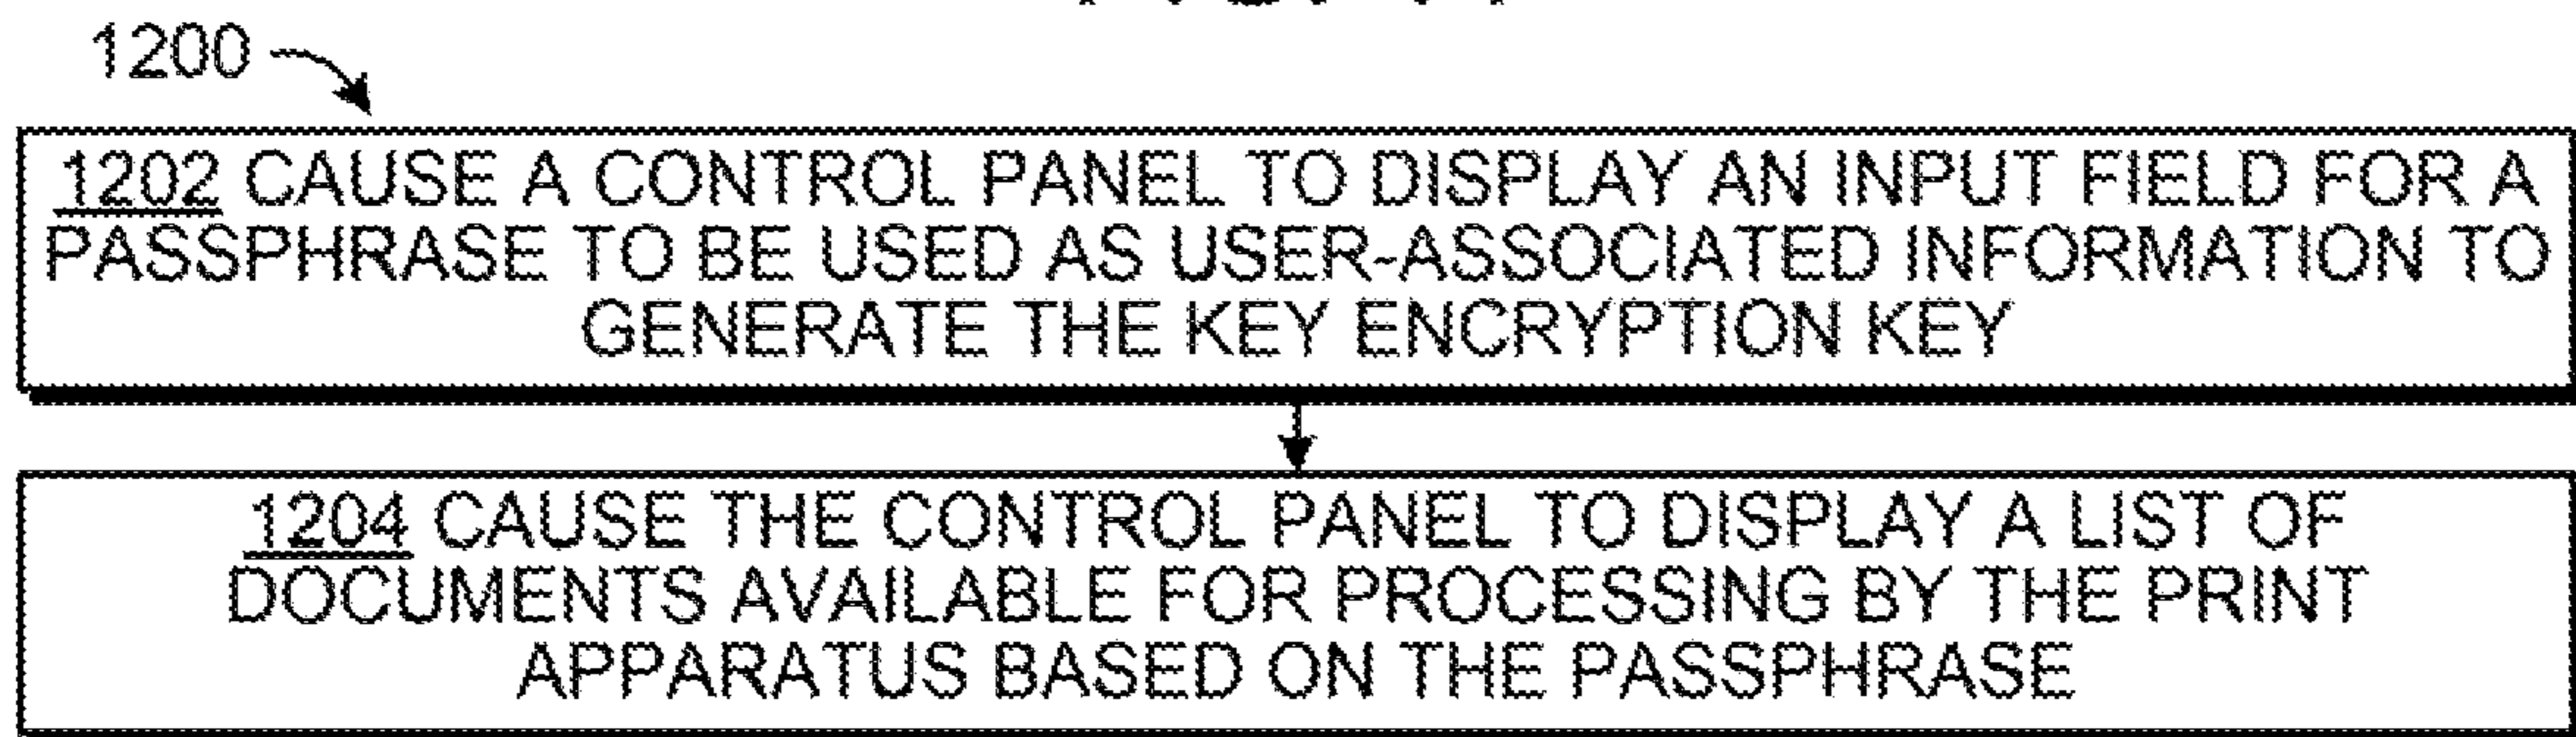 1200
1202 CAUSE A CONTROL PANEL TO DISPLAY AN INPUT FIELD FOR A
PASSPHRASE TO BE USED AS USER-ASSOCIATED INFORMATION TO
GENERATE THE KEY ENCRYPTION KEY
1204 CAUSE THE CONTROL PANEL TO DISPLAY A LIST OF
DOCUMENTS AVAILABLE FOR PROCESSING BY THE PRINT
APPARATUS BASED ON THE PASSPHRASE